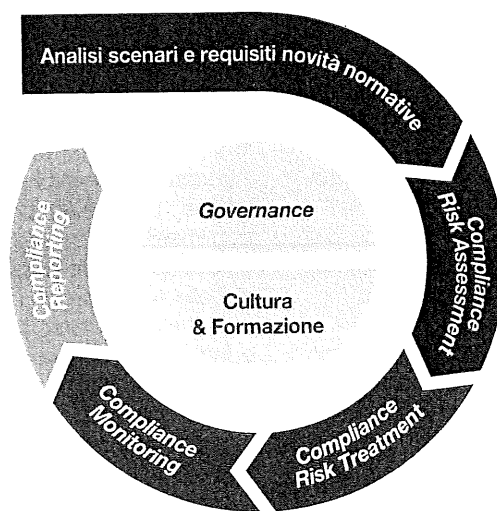 Analisi scenari e requisiti novità normative
Compliance
Risk Assessment
Compliance
Risk Treatment
Compliance
Monitoring
Compliance
Reporting
Governance
Cultura
& Formazione